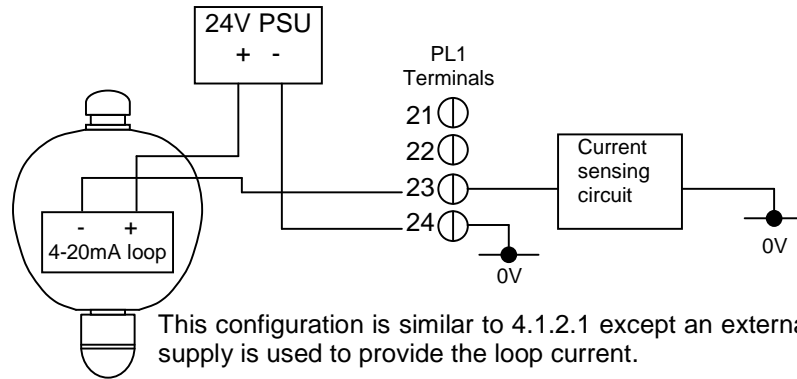 24V PSU
+ -
PL1
Terminals
21
22
23
24
Current
sensing
circuit
- +
4-20mA loop
0V
0V
This configuration is similar to 4.1.2.1 except an
supply is used to provide the loop current.